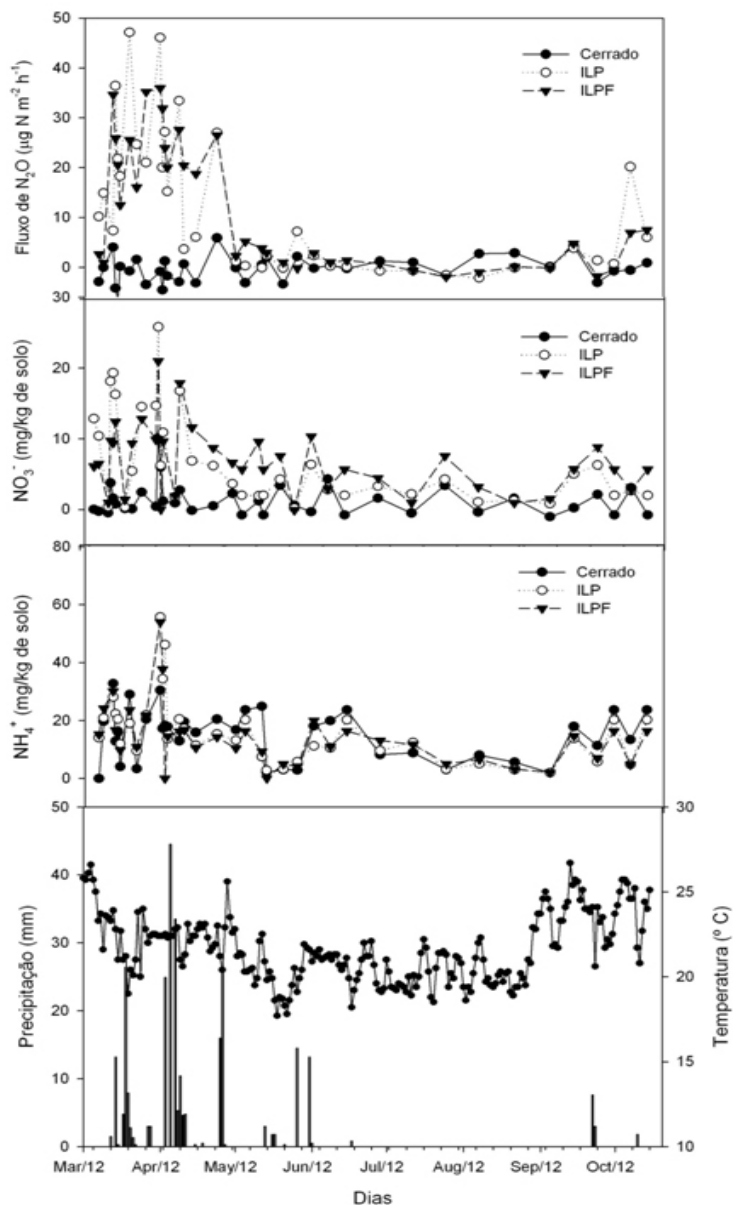 50
40
30
20
10
0
30
Fluxo de N₂O (µg N m⁻² h⁻¹)
Cerrado
ILP
ILPF
20
10
0
NO₃⁻ (mg/kg de solo)
Cerrado
ILP
ILPF
80
60
40
20
0
NH₄⁺ (mg/kg de solo)
Cerrado
ILP
ILPF
50
40
30
20
10
0
Precipitação (mm)
30
25
20
15
10
Temperatura (º C)
Mar/12 Apr/12 May/12 Jun/12 Jul/12 Aug/12 Sep/12 Oct/12
Dias